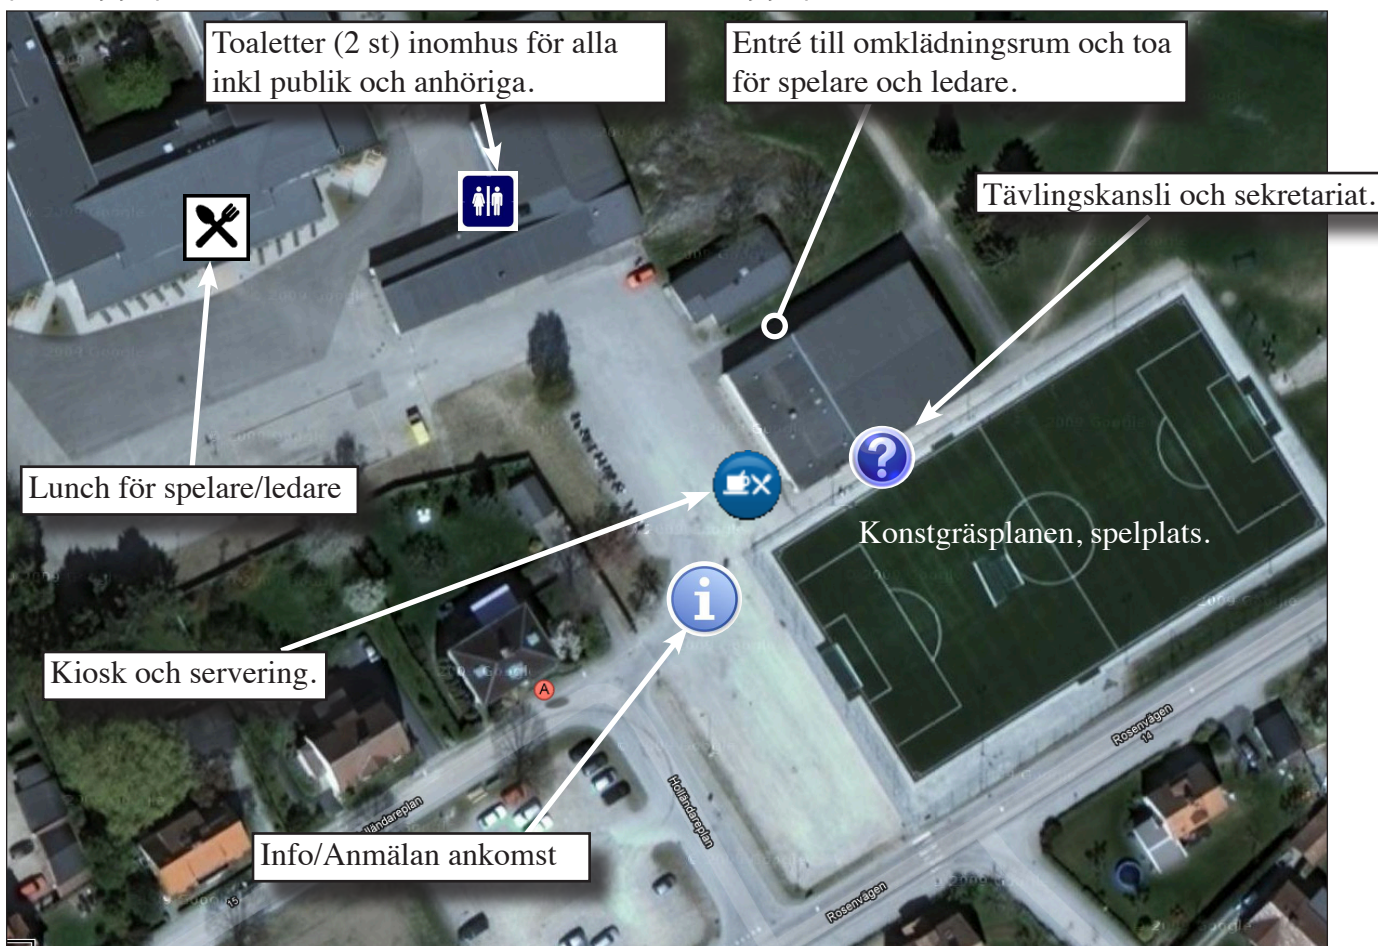 Toaletter (2 st) inomhus för alla
inkl publik och anhöriga.
Entré till omklädningsrum och toa
för spelare och ledare.
Tävlingskansli och sekretariat.
Lunch för spelare/ledare
Konstgräsplanen, spelplats.
Kiosk och servering.
A
Rosenvägen
14
Holländareplan
Info/Anmälan ankomst
Rosenvägen
15